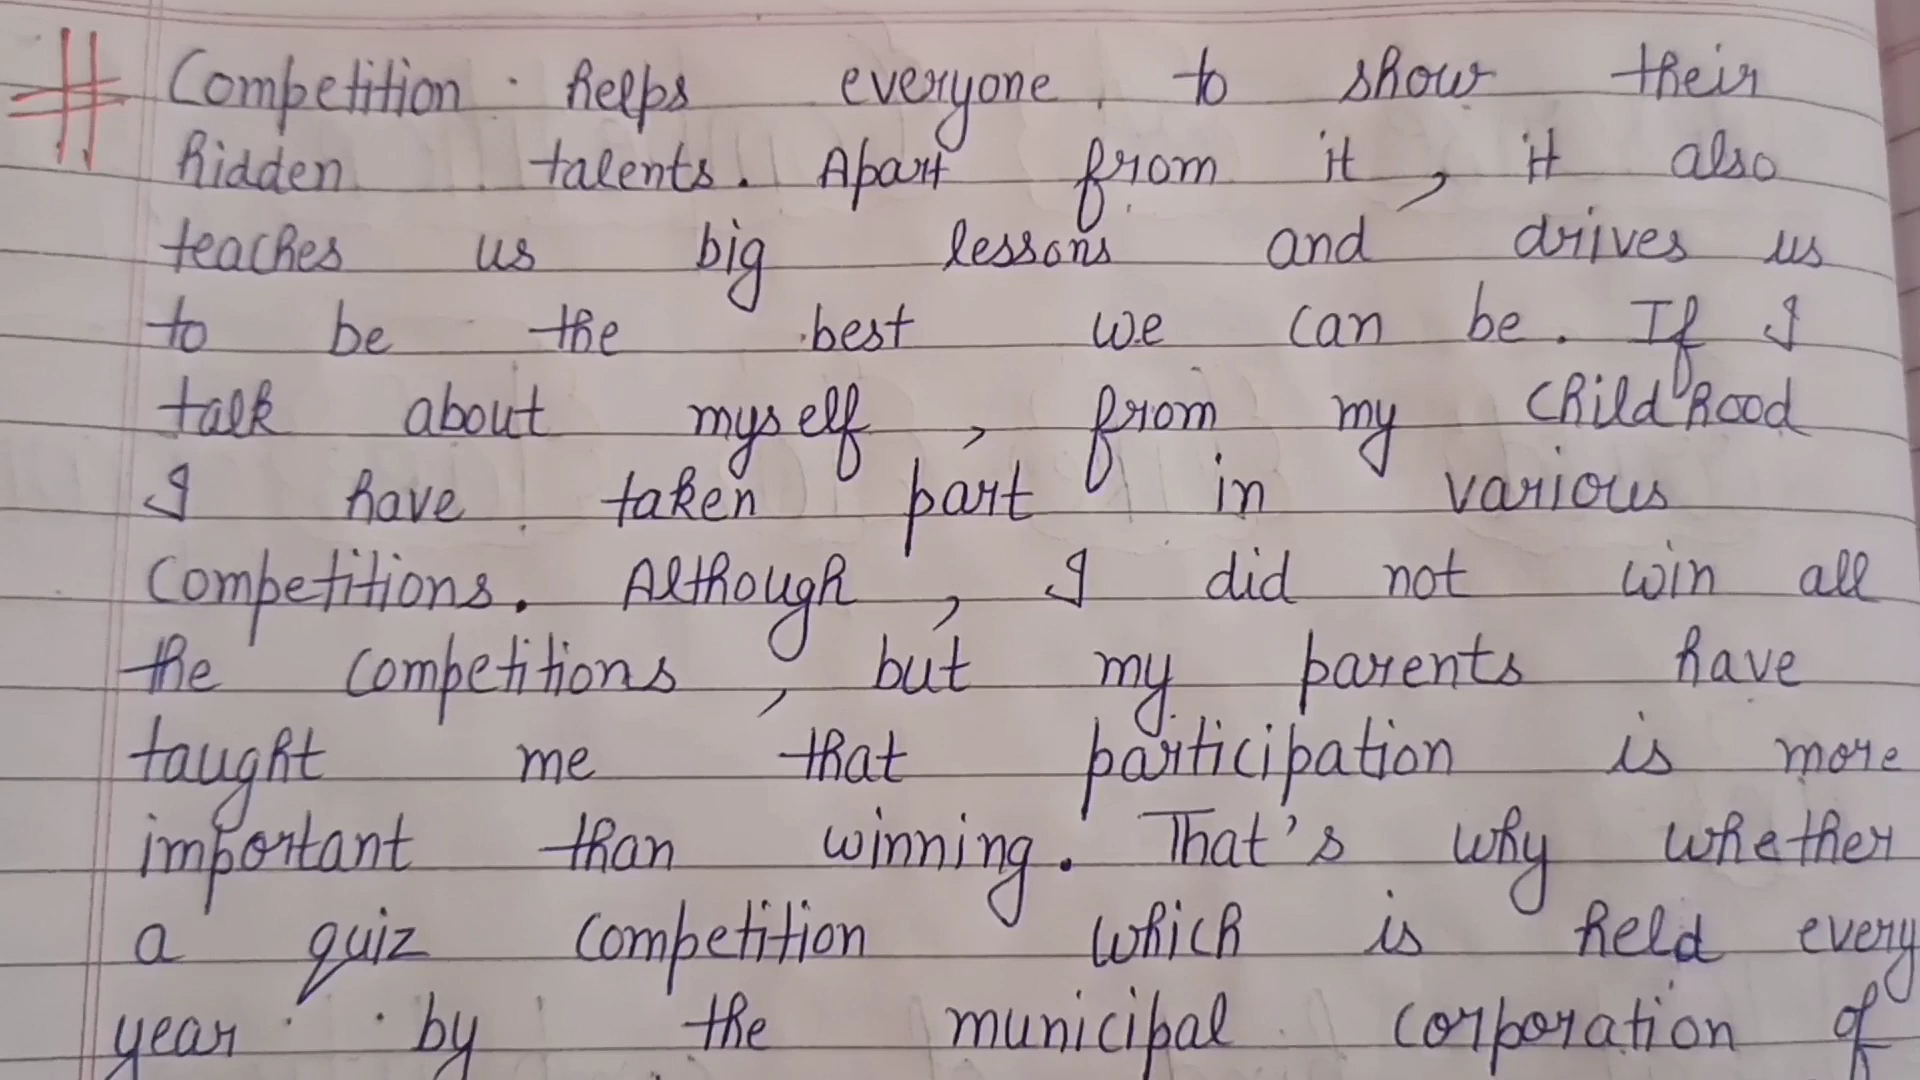 # Competition helps everyone to show their
hidden talents. Apart from it, it also
teaches us big lessons and drives us
to be the best we can be. If I
talk about myself, from my childhood
I have taken part in various
competitions. Although, I did not win all
the competitions, but my parents have
taught me that participation is more
important than winning. That's why whether
a quiz competition which is held every
year by the municipal corporation of